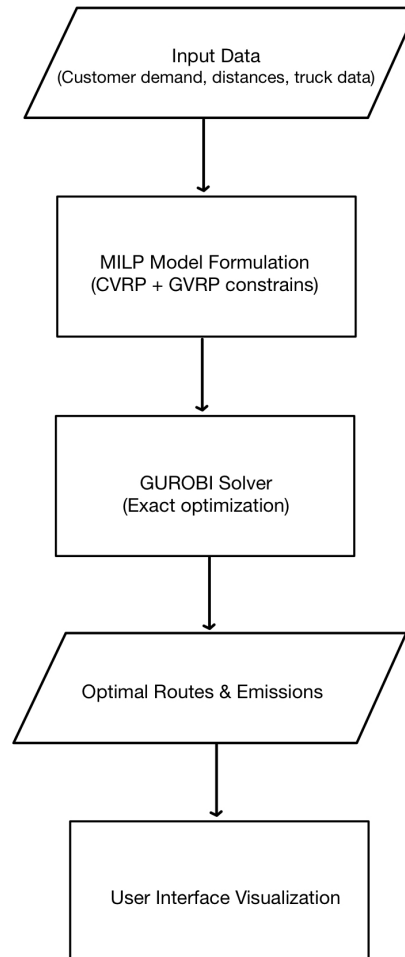 Input Data
(Customer demand, distances, truck data)
MILP Model Formulation
(CVRP + GVRP constrains)
GUROBI Solver
(Exact optimization)
Optimal Routes & Emissions
User Interface Visualization